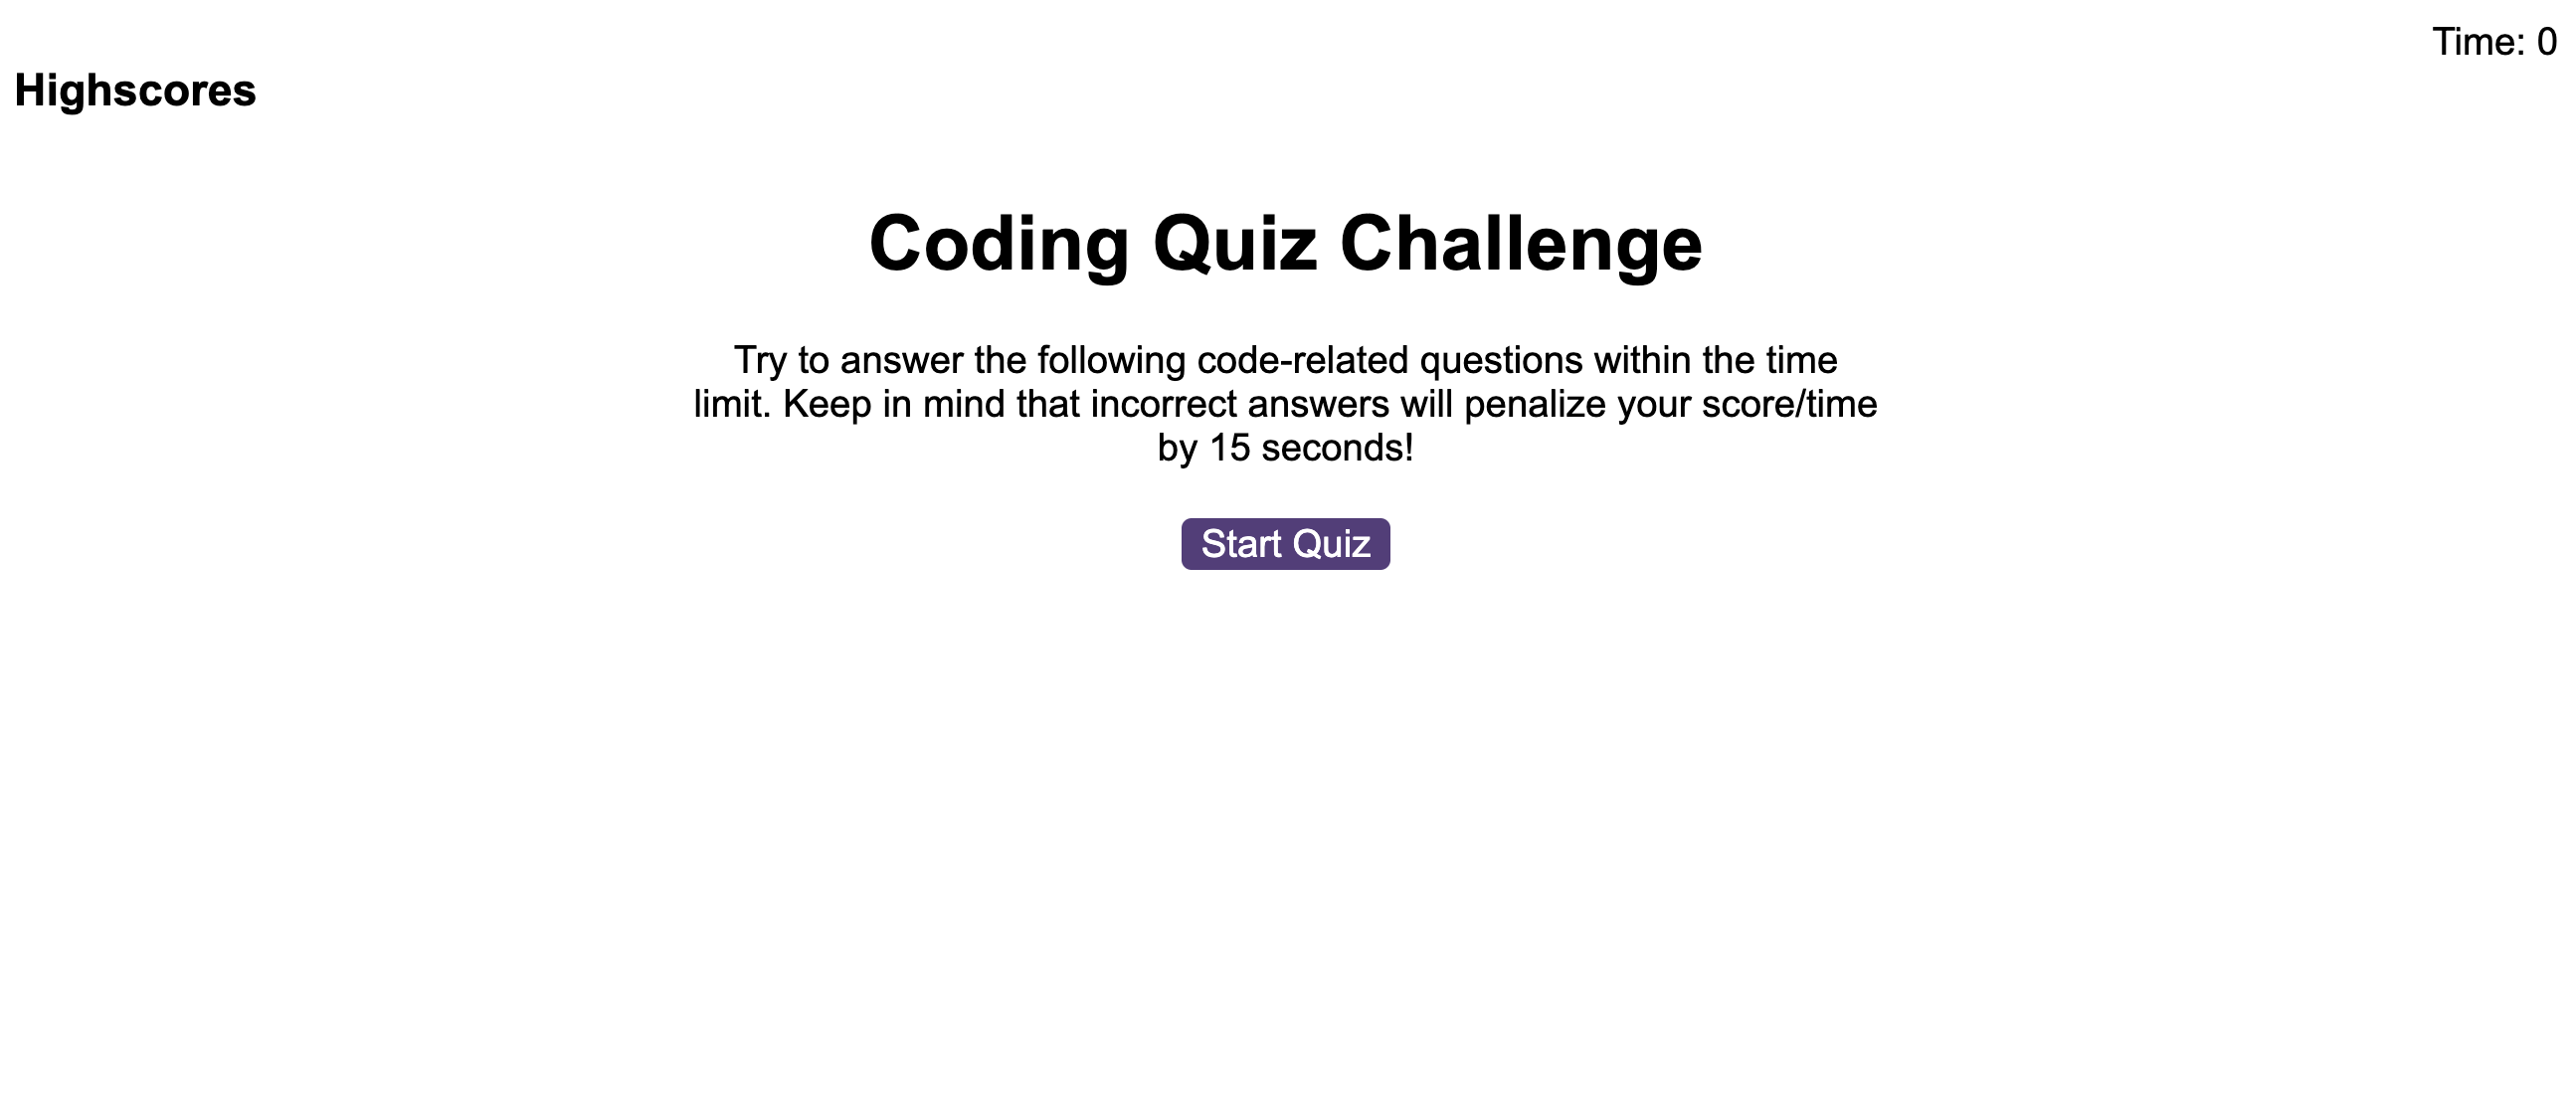 Time: 0
Highscores
Coding Quiz Challenge
Try to answer the following code-related questions within the time
limit. Keep in mind that incorrect answers will penalize your score/time
by 15 seconds!
Start Quiz